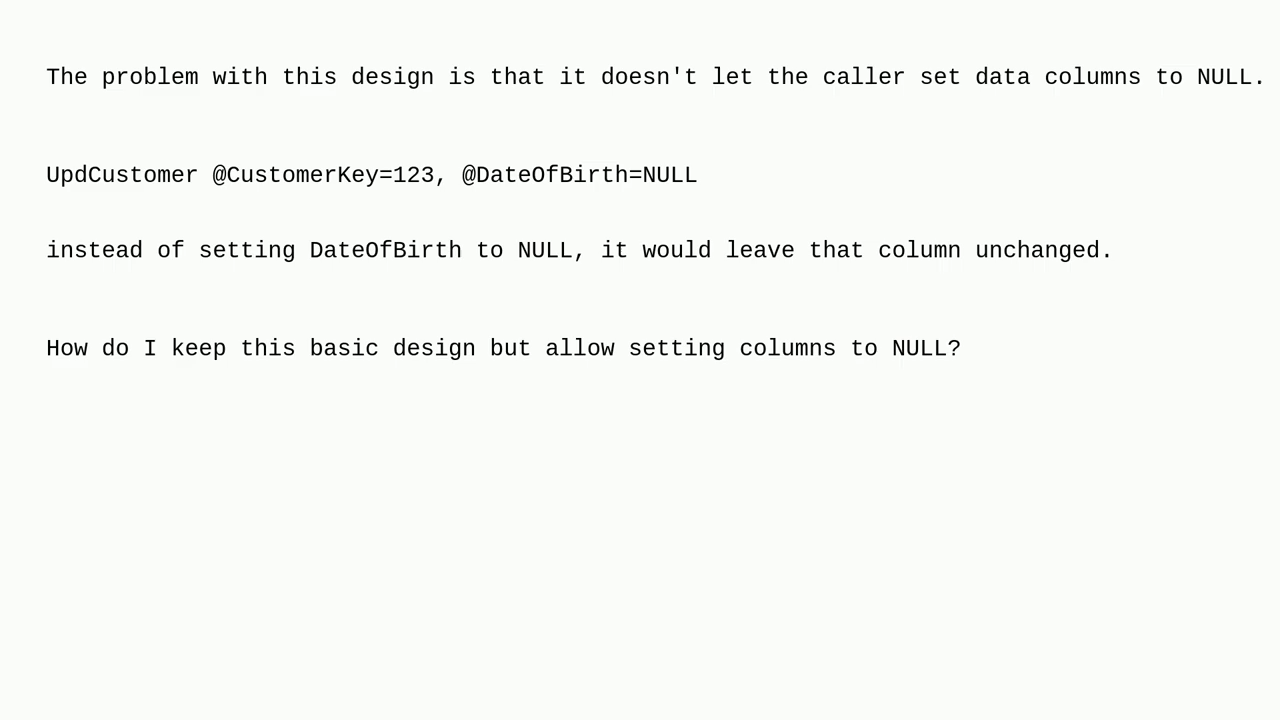 The problem with this design is that it doesn't let the caller set data columns to NULL.
UpdCustomer @CustomerKey=123, @DateOfBirth=NULL
instead of setting DateOfBirth to NULL, it would leave that column unchanged.
How do I keep this basic design but allow setting columns to NULL?